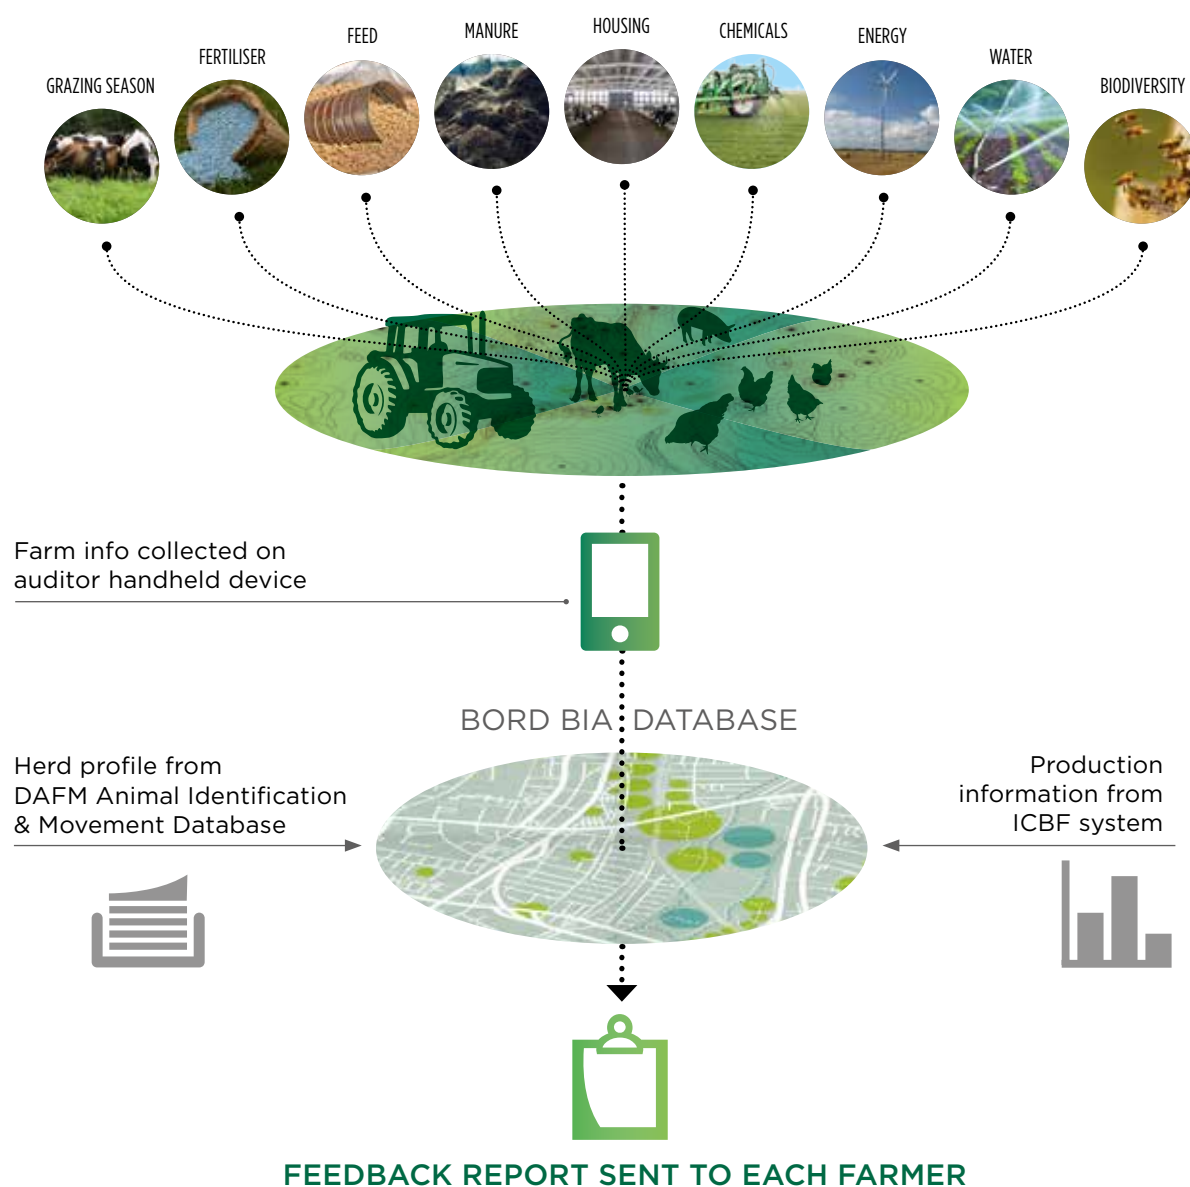 GRAZING SEASON
FERTILISER
FEED
MANURE
HOUSING
CHEMICALS
ENERGY
WATER
BIODIVERSITY
Farm info collected on
auditor handheld device
BORD BIA DATABASE
Herd profile from
DAFM Animal Identification
& Movement Database
Production
information from
ICBF system
FEEDBACK REPORT SENT TO EACH FARMER